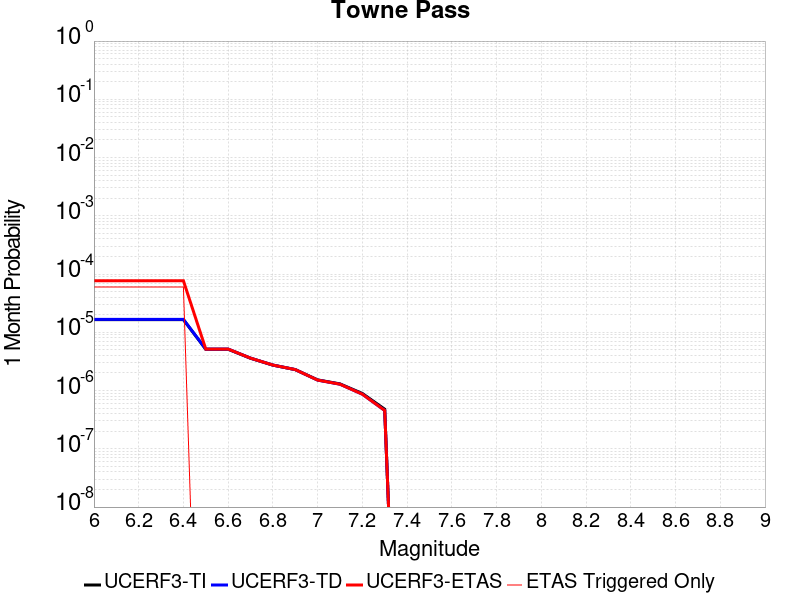 Towne Pass
1 Month Probability
10^0
10^-1
10^-2
10^-3
10^-4
10^-5
10^-6
10^-7
10^-8
6 6.2 6.4 6.6 6.8 7 7.2 7.4 7.6 7.8 8 8.2 8.4 8.6 8.8 9
Magnitude
UCERF3-TI UCERF3-TD UCERF3-ETAS ETAS Triggered Only